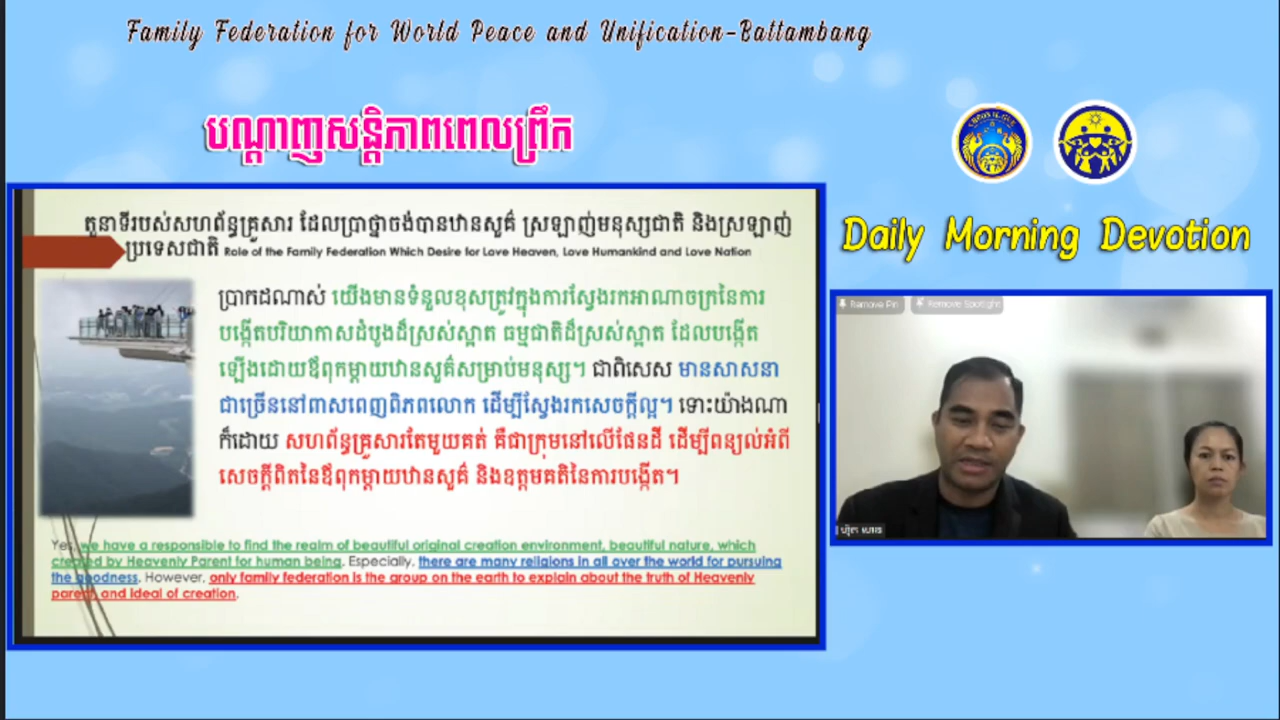 Family Federation for World Peace and Unification-Battambang
បណ្តាញសន្តិភាពពេលព្រឹក
Daily Morning Devotion
តួនាទីរបស់សហព័ន្ធគ្រួសារ ដែលប្រាថ្នាចង់បានឋានសួគ៌ ស្រឡាញ់មនុស្សជាតិ និងស្រឡាញ់
ប្រទេសជាតិ Role of the Family Federation Which Desire for Love Heaven, Love Humankind and Love Nation
ប្រាកដណាស់ យើងមានទំនួលខុសត្រូវក្នុងការស្វែងរកអាណាចក្រនៃការ
បង្កើតបរិយាកាសដំបូងដ៏ស្រស់ស្អាត ធម្មជាតិដ៏ស្រស់ស្អាត ដែលបង្កើត
ឡើងដោយឪពុកម្តាយឋានសួគ៌សម្រាប់មនុស្ស។ ជាពិសេស មានសាសនា
ជាច្រើននៅពាសពេញពិភពលោក ដើម្បីស្វែងរកសេចក្តីល្អ។ ទោះយ៉ាងណា
ក៏ដោយ សហព័ន្ធគ្រួសារតែមួយគត់ គឺជាក្រុមនៅលើផែនដី ដើម្បីពន្យល់អំពី
សេចក្តីពិតនៃឪពុកម្តាយឋានសួគ៌ និងឧត្តមគតិនៃការបង្កើត។
Yes, we have a responsible to find the realm of beautiful original creation environment, beautiful nature, which
created by Heavenly Parent for human being. Especially, there are many religions in all over the world for pursuing
the goodness. However, only family federation is the group on the earth to explain about the truth of Heavenly
parent and ideal of creation.
Remove Pin
Remove Spotlight